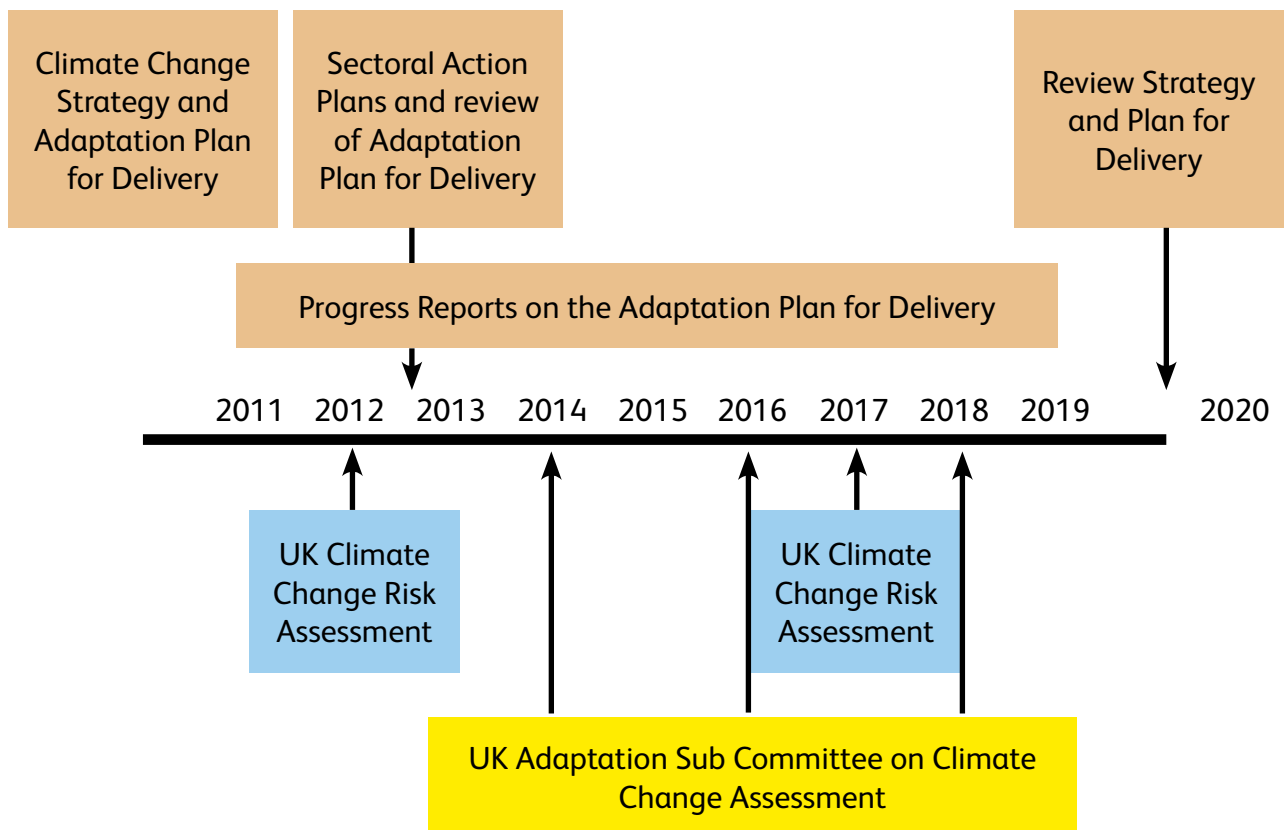 Climate Change
Strategy and
Adaptation Plan
for Delivery
Sectoral Action
Plans and review
of Adaptation
Plan for Delivery
Review Strategy
and Plan for
Delivery
Progress Reports on the Adaptation Plan for Delivery
2011 2012 2013 2014 2015 2016 2017 2018 2019 2020
UK Climate
Change Risk
Assessment
UK Climate
Change Risk
Assessment
UK Adaptation Sub Committee on Climate
Change Assessment